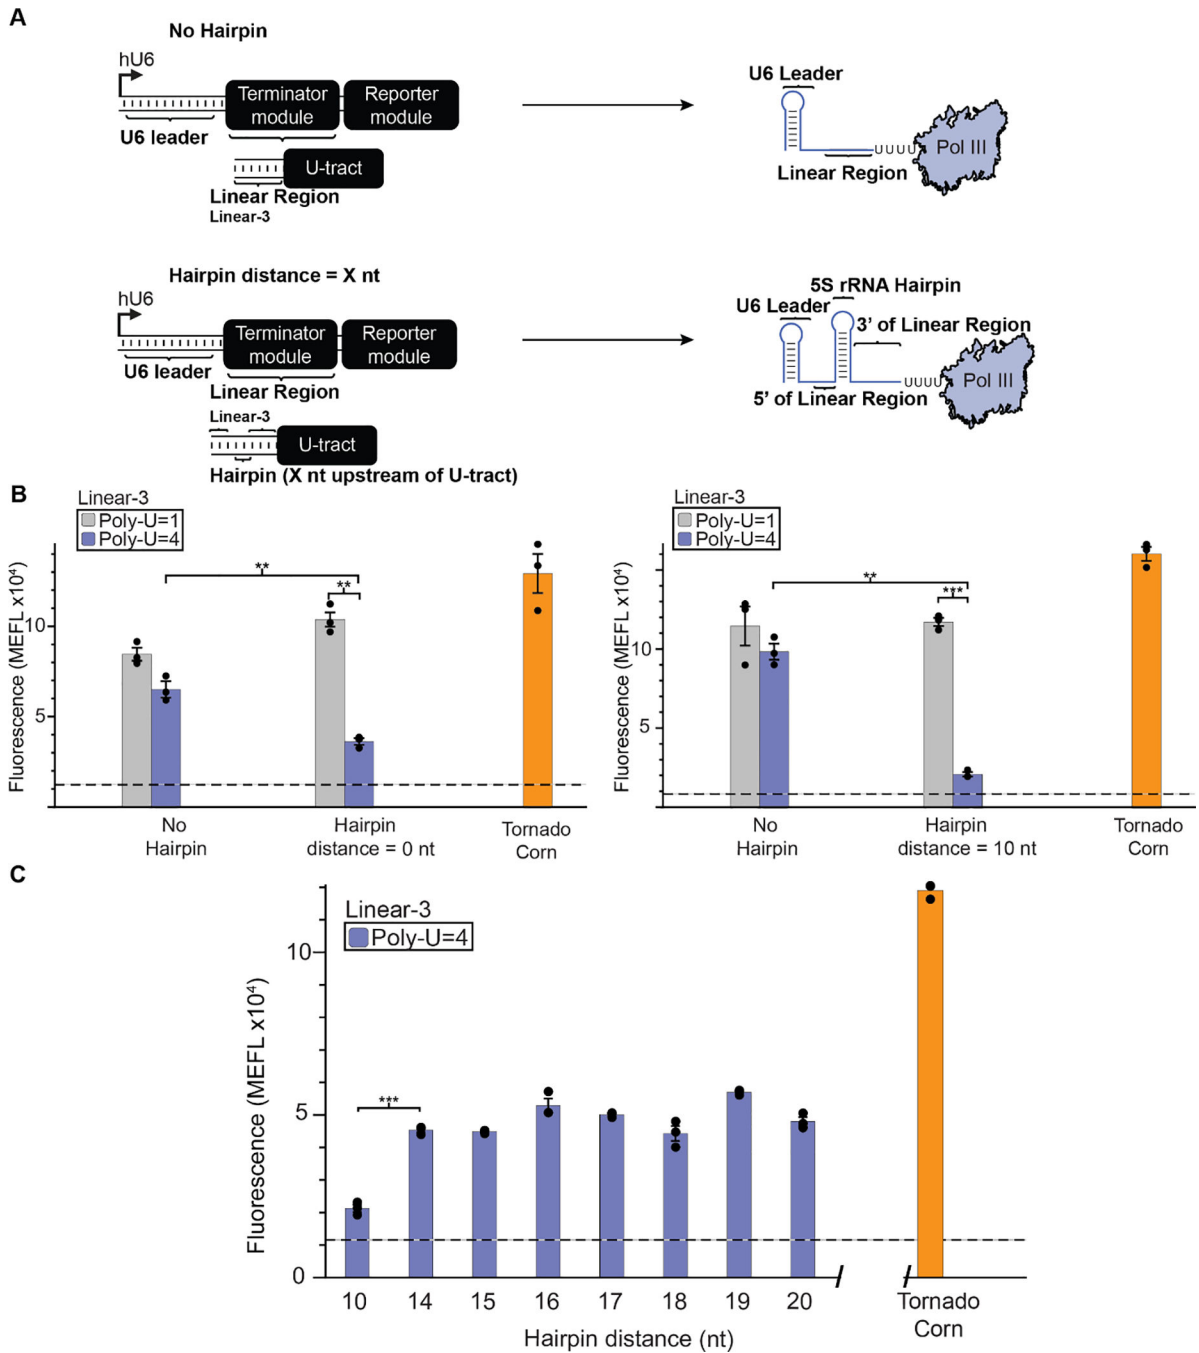 A
No Hairpin
hU6
Terminator
module
Reporter
module
U6 leader
U-tract
Linear Region
Linear-3
U6 Leader
UUUU
Pol III
Linear Region
Hairpin distance = X nt
hU6
Terminator
module
Reporter
module
U6 leader
Linear Region
Linear-3
U-tract
Hairpin (X nt upstream of U-tract)
5S rRNA Hairpin
U6 Leader
3’ of Linear Region
UUUU
Pol III
5’ of Linear Region
B
Linear-3
Poly-U=1
Poly-U=4
Fluorescence (MEFL x10⁴)
10
5
**
**
No
Hairpin
Hairpin
distance = 0 nt
Tornado
Corn
Linear-3
Poly-U=1
Poly-U=4
Fluorescence (MEFL x10⁴)
10
5
**
***
No
Hairpin
Hairpin
distance = 10 nt
Tornado
Corn
C
Linear-3
Poly-U=4
Fluorescence (MEFL x10⁴)
10
5
0
***
10 14 15 16 17 18 19 20
Tornado
Corn
Hairpin distance (nt)